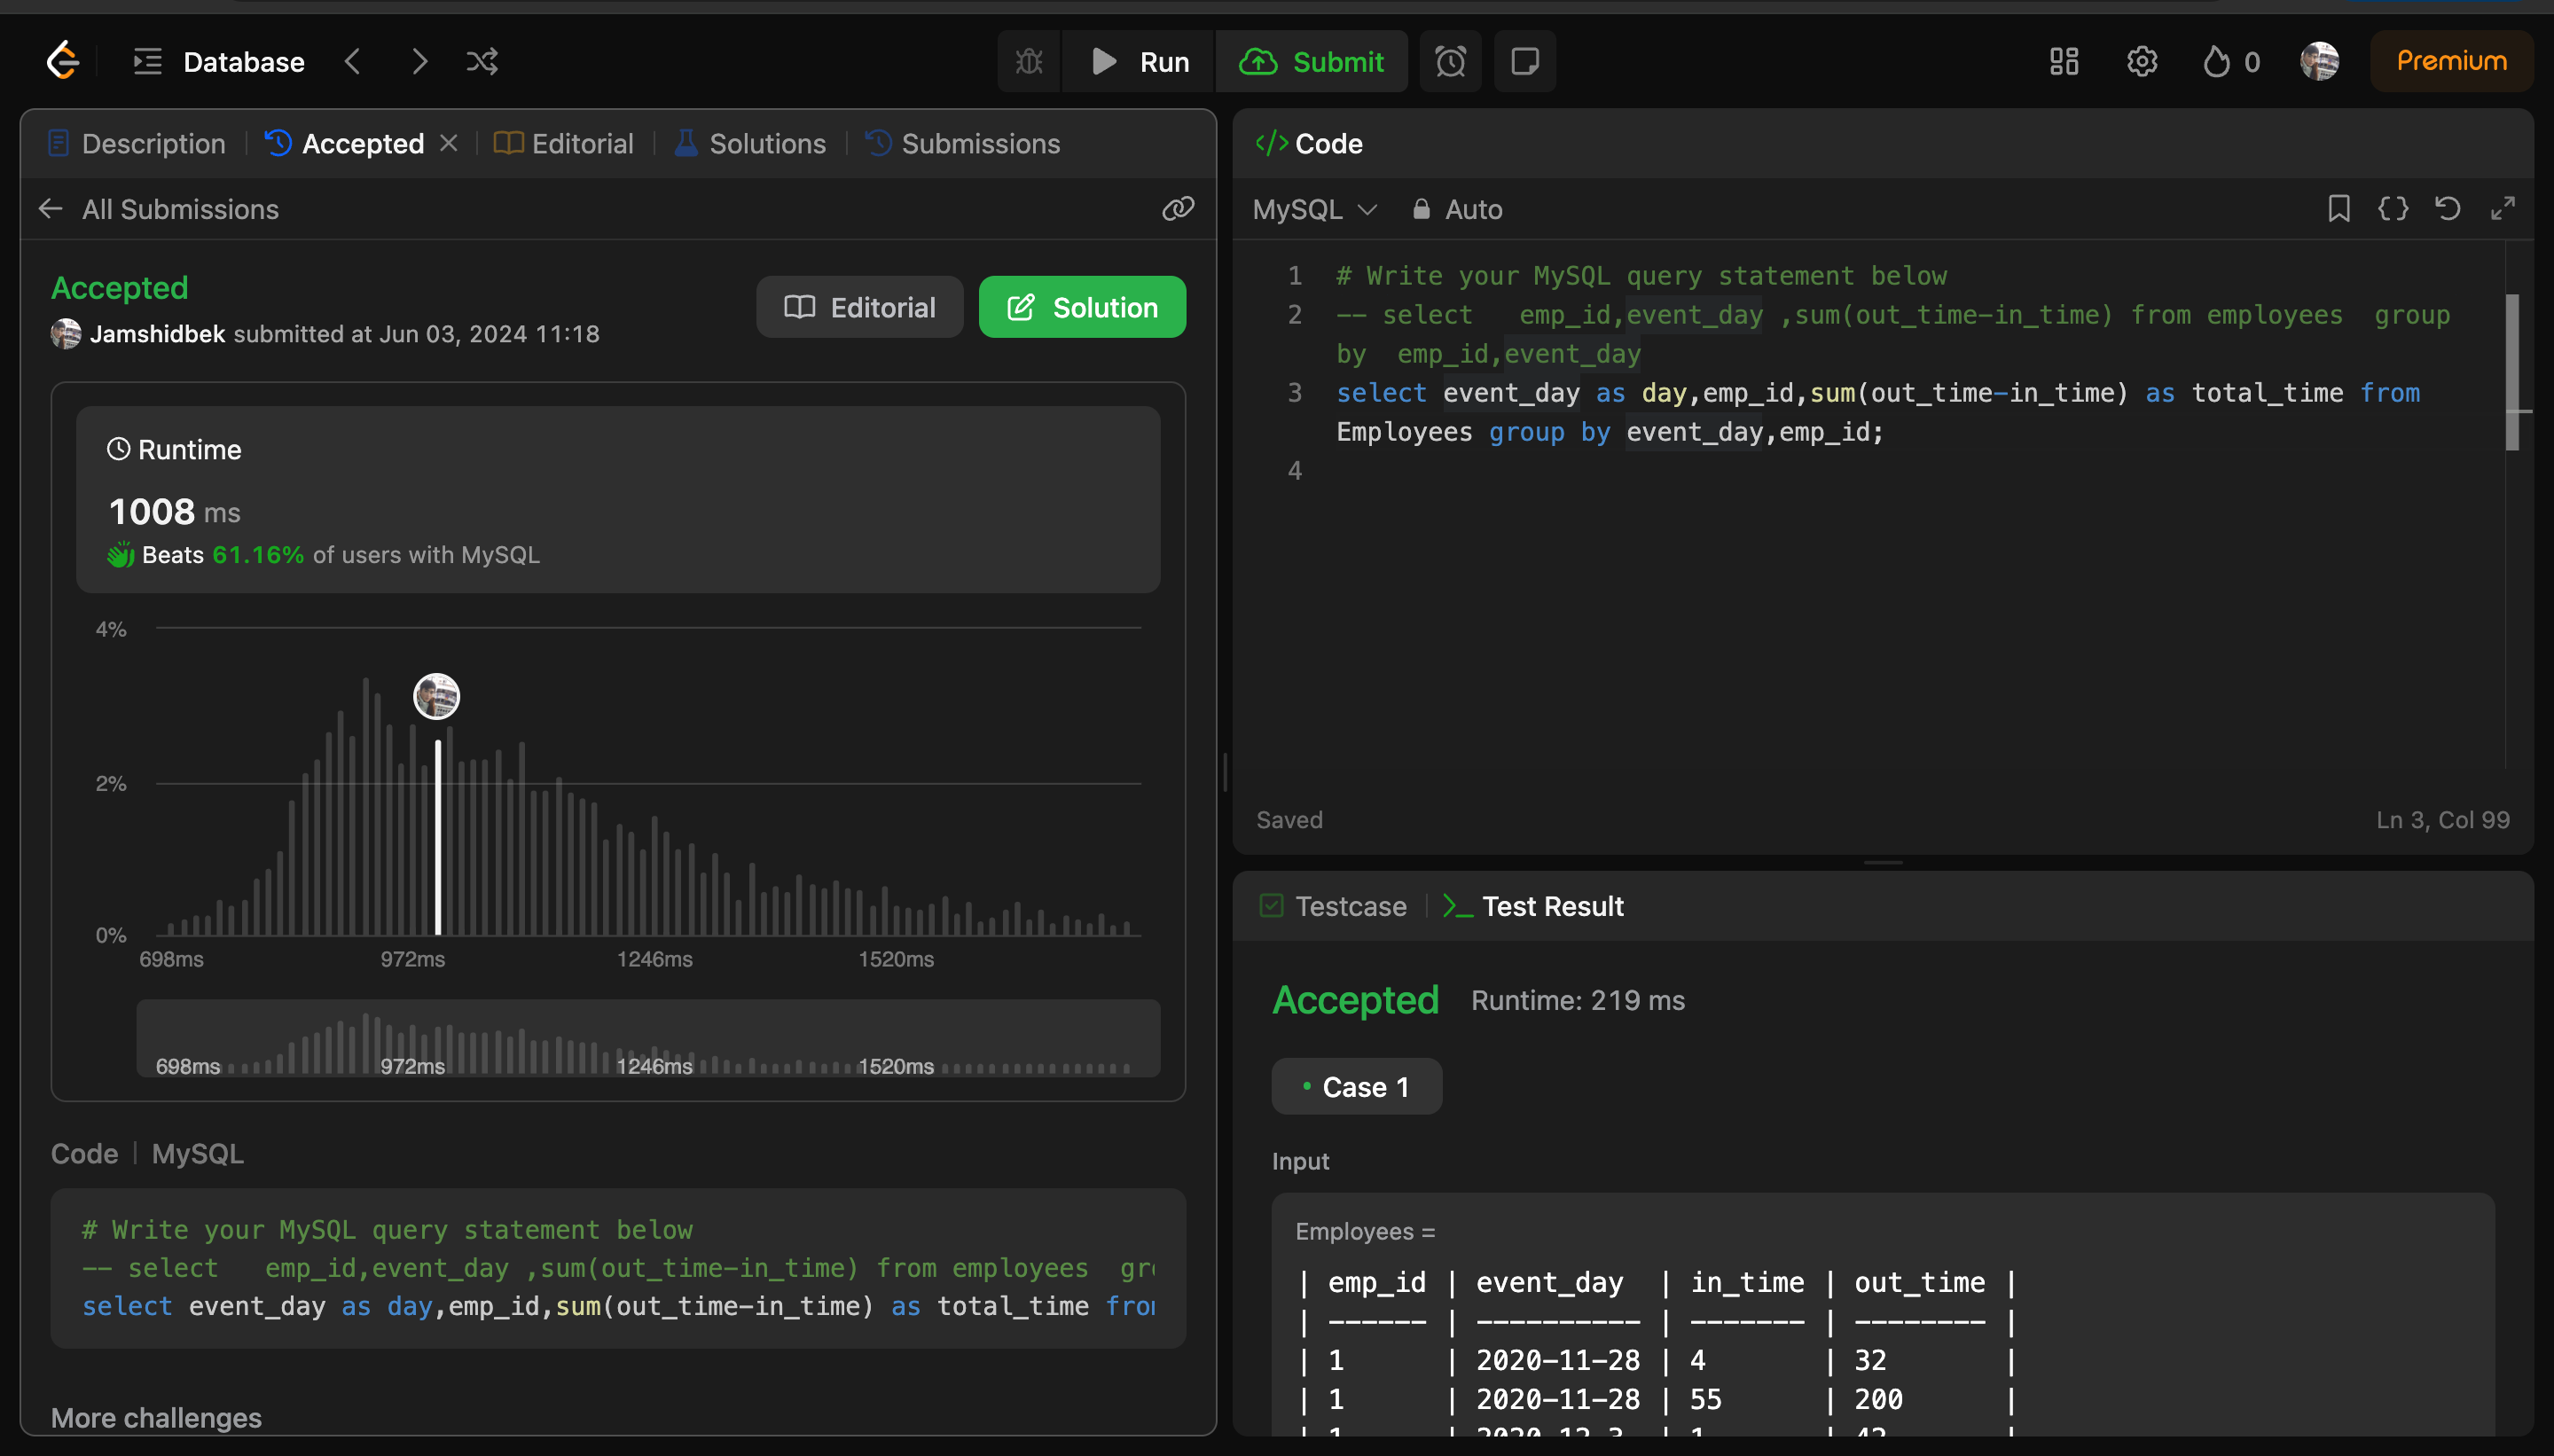 Database
Run
Submit
0
Premium
Description
Accepted
Editorial
Solutions
Submissions
All Submissions
Accepted
Jamshidbek submitted at Jun 03, 2024 11:18
Editorial
Solution
Runtime
1008 ms
Beats 61.16% of users with MySQL
4%
2%
0%
698ms 972ms 1246ms 1520ms
698ms 972ms 1246ms 1520ms
Code | MySQL
# Write your MySQL query statement below
-- select   emp_id,event_day ,sum(out_time-in_time) from employees  gr
select event_day as day,emp_id,sum(out_time-in_time) as total_time from
More challenges
</> Code
MySQL
Auto
1 # Write your MySQL query statement below
2 -- select   emp_id,event_day ,sum(out_time-in_time) from employees  group
by  emp_id,event_day
3 select event_day as day,emp_id,sum(out_time-in_time) as total_time from
Employees group by event_day,emp_id;
4
Saved
Ln 3, Col 99
Testcase
Test Result
Accepted Runtime: 219 ms
Case 1
Input
Employees =
| emp_id | event_day  | in_time | out_time |
| ------ | ---------- | ------- | -------- |
| 1      | 2020-11-28 | 4       | 32       |
| 1      | 2020-11-28 | 55      | 200      |
| 1      | 2020-12-3  | 1       | 42       |